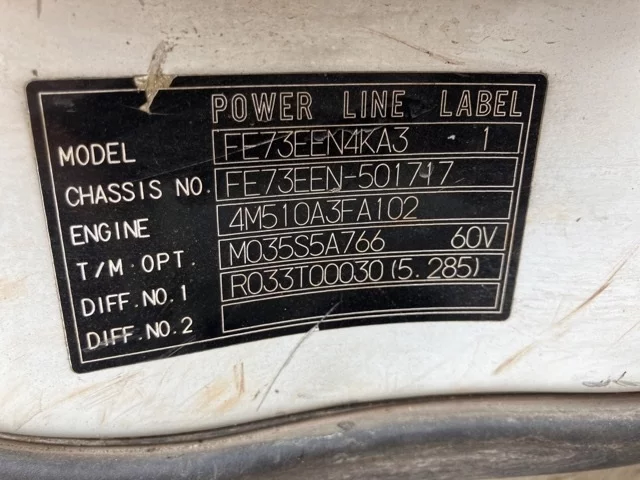 POWER LINE LABEL
MODEL FE73EEN4KA3 1
CHASSIS NO. FE73EEN-501717
ENGINE 4M510A3FA102
T/M OPT. M035S5A766 60V
DIFF.NO.1 R033T00030(5.285)
DIFF.NO.2